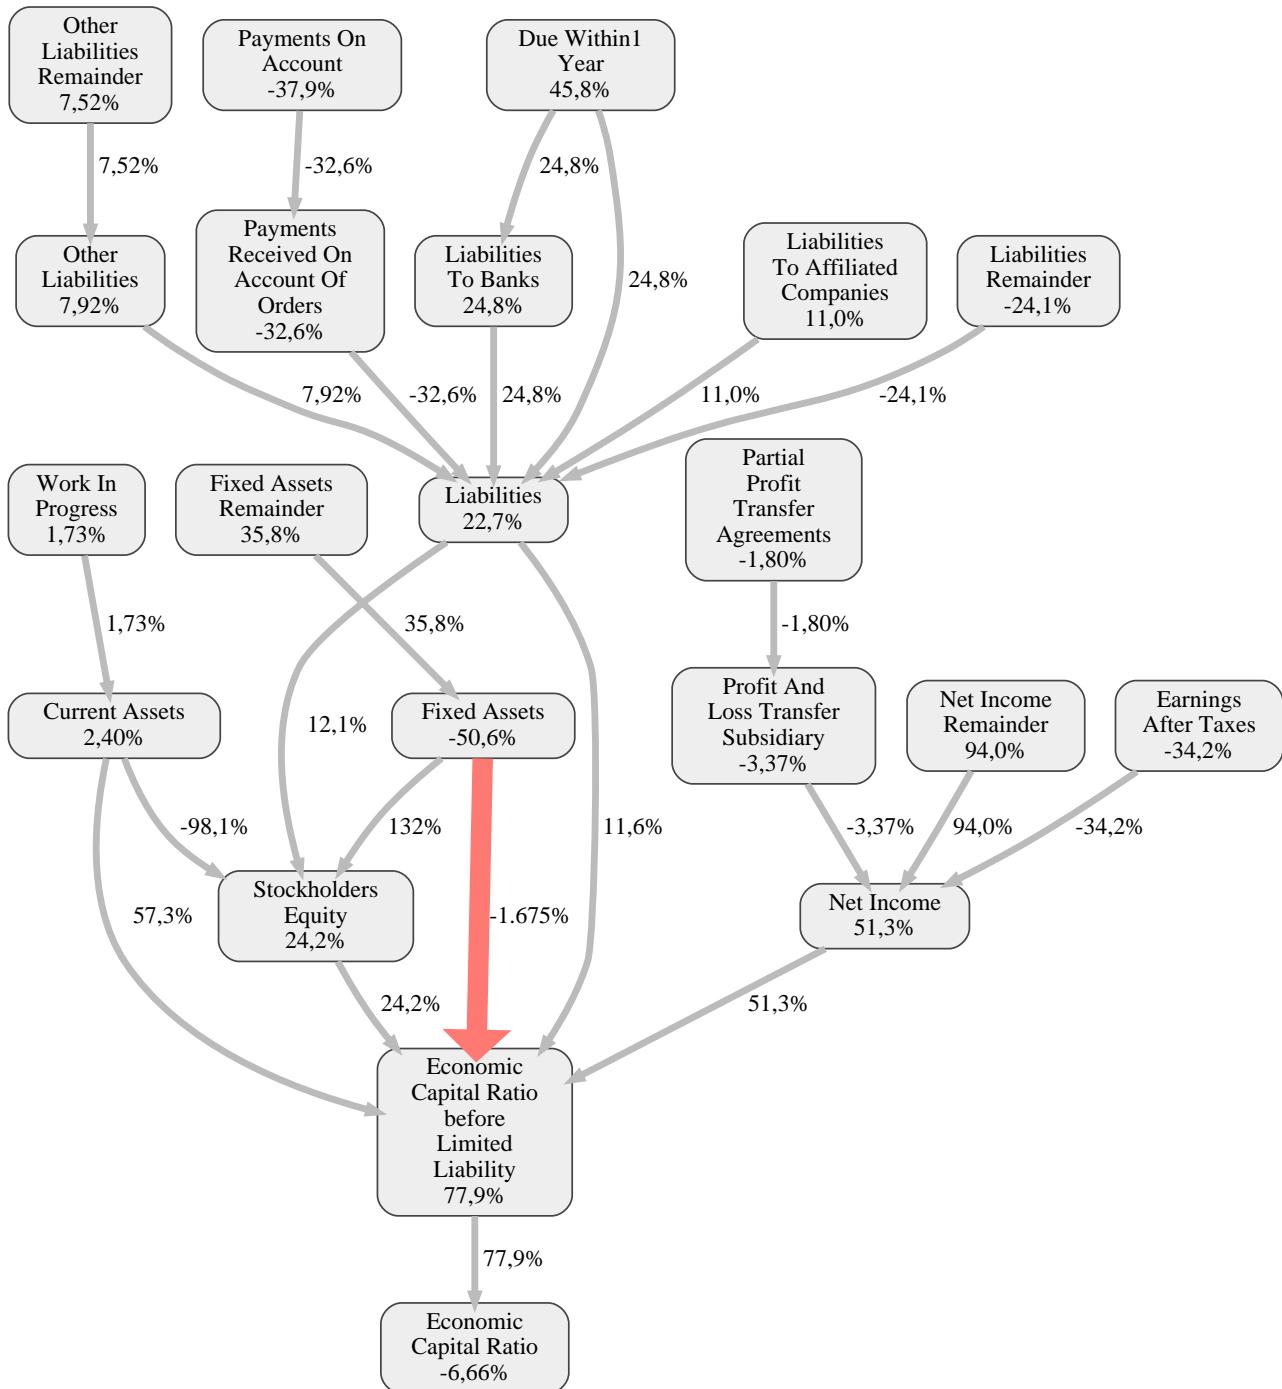 Other
Liabilities
Remainder
7,52%
Payments On
Account
-37,9%
Due Within1
Year
45,8%
7,52%
-32,6%
24,8%
Other
Liabilities
7,92%
Payments
Received On
Account Of
Orders
-32,6%
Liabilities
To Banks
24,8%
24,8%
Liabilities
To Affiliated
Companies
11,0%
Liabilities
Remainder
-24,1%
7,92%
-32,6%
24,8%
11,0%
-24,1%
Work In
Progress
1,73%
Fixed Assets
Remainder
35,8%
Liabilities
22,7%
Partial
Profit
Transfer
Agreements
-1,80%
1,73%
35,8%
-1,80%
Current Assets
2,40%
12,1%
Fixed Assets
-50,6%
Profit And
Loss Transfer
Subsidiary
-3,37%
Net Income
Remainder
94,0%
Earnings
After Taxes
-34,2%
-98,1%
132%
11,6%
-3,37%
94,0%
-34,2%
57,3%
Stockholders
Equity
24,2%
-1.675%
Net Income
51,3%
24,2%
51,3%
Economic
Capital Ratio
before
Limited
Liability
77,9%
77,9%
Economic
Capital Ratio
-6,66%